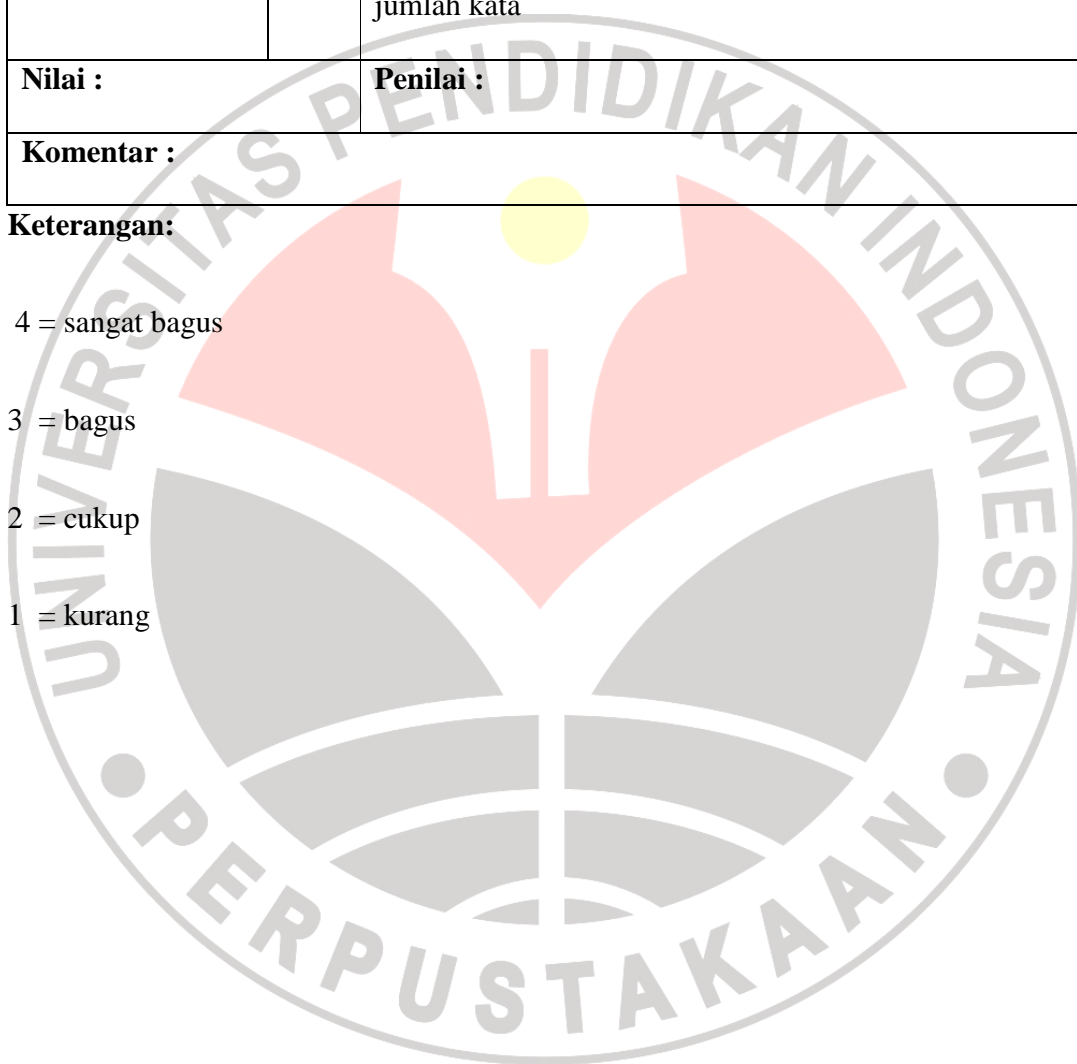 jumlah kata
Nilai : Penilai :
Komentar :
Keterangan:
4 = sangat bagus
3 = bagus
2 = cukup
1 = kurang
UNIVERSITAS PENDIDIKAN INDONESIA
PERPUSTAKAAN